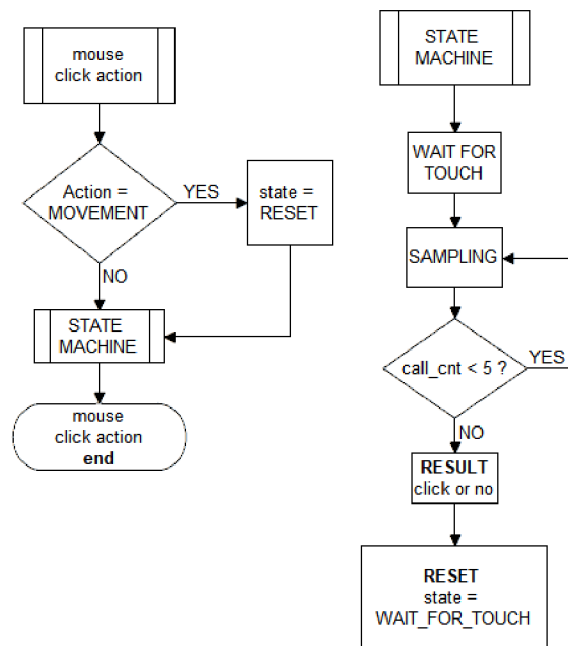 mouse
click action
Action =
MOVEMENT
YES
state =
RESET
NO
STATE
MACHINE
mouse
click action
end
STATE
MACHINE
WAIT FOR
TOUCH
SAMPLING
call_cnt < 5 ?
YES
NO
RESULT
click or no
RESET
state =
WAIT_FOR_TOUCH